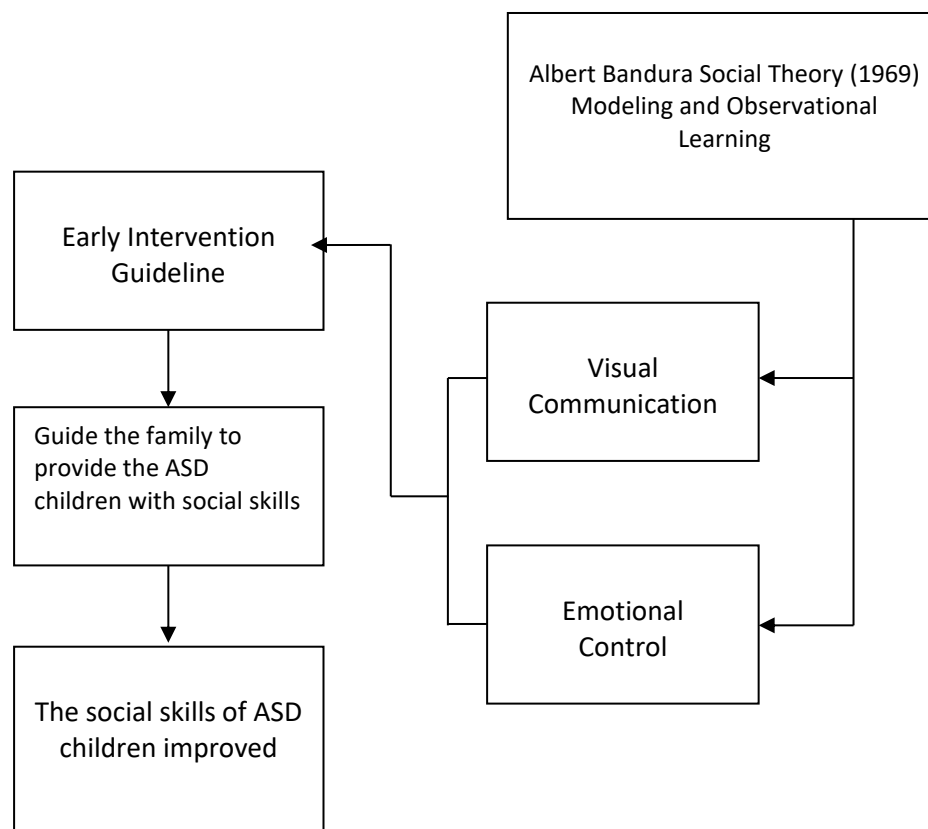 Albert Bandura Social Theory (1969)
Modeling and Observational
Learning
Early Intervention
Guideline
Visual
Communication
Guide the family to
provide the ASD
children with social skills
Emotional
Control
The social skills of ASD
children improved